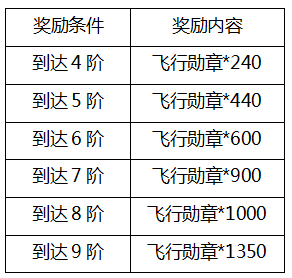 奖励条件 奖励内容
到达4阶 飞行勋章*240
到达5阶 飞行勋章*440
到达6阶 飞行勋章*600
到达7阶 飞行勋章*900
到达8阶 飞行勋章*1000
到达9阶 飞行勋章*1350